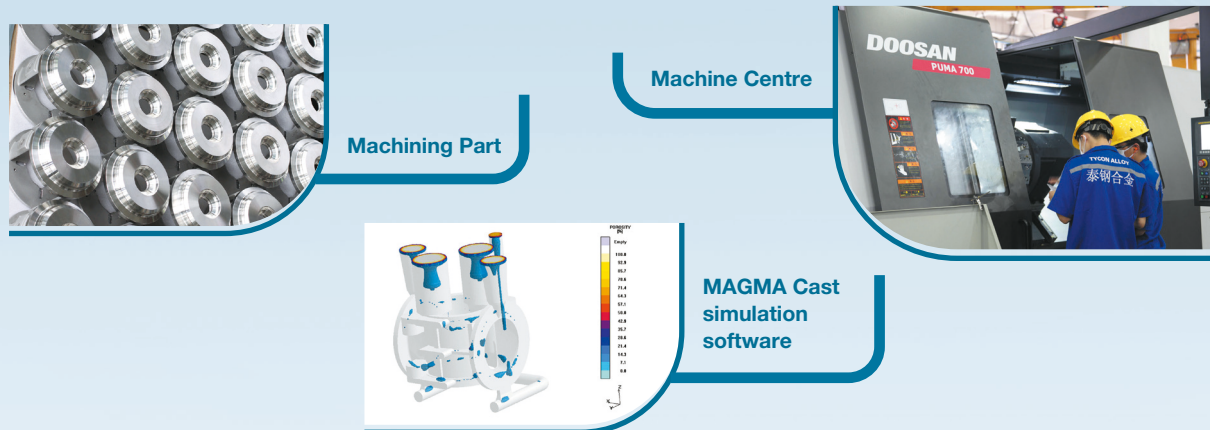 DOOSAN
PUMA 700
Machine Centre
Machining Part
TYCON ALLOY
泰钢合金
POROSITY
[%]
Empty
100.0
92.9
85.7
78.6
71.4
64.3
57.1
50.0
42.9
35.7
28.6
21.4
14.3
7.1
0.0
Z
MAGMA Cast
simulation
software